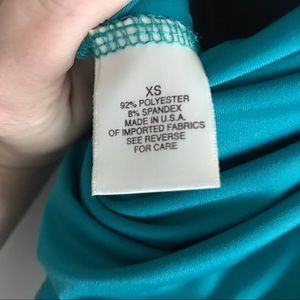 XS
92% POLYESTER
8% SPANDEX
MADE IN U.S.A.
OF IMPORTED FABRICS
SEE REVERSE
FOR CARE